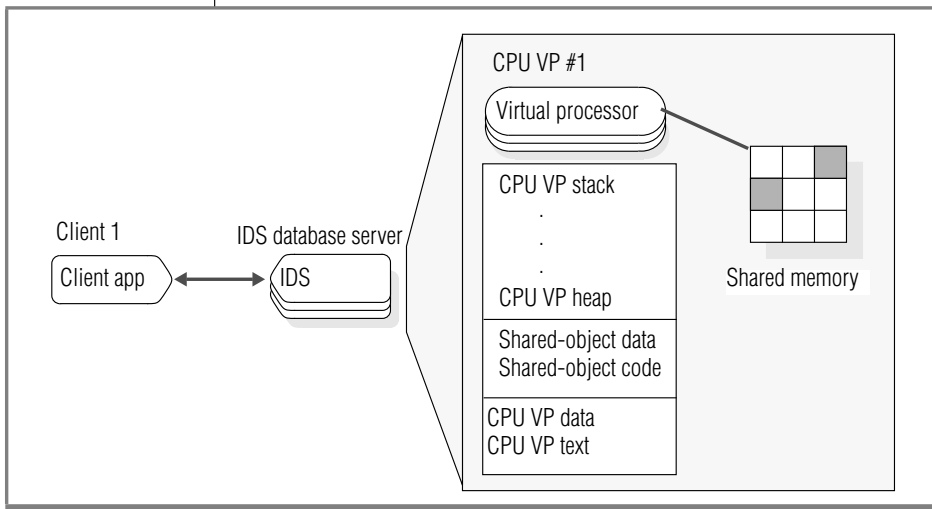 CPU VP #1
Virtual processor
CPU VP stack
.
.
.
CPU VP heap
Shared-object data
Shared-object code
CPU VP data
CPU VP text
Shared memory
Client 1
Client app
IDS database server
IDS